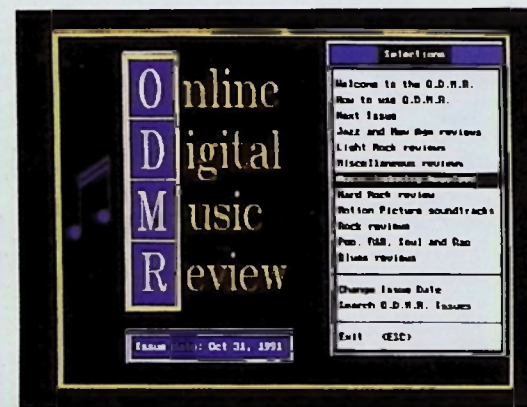 Online
Digital
Music
Review
Issue Date: Oct 31, 1991
Selections
Welcome to the O.D.M.R.
How to use O.D.M.R.
Next Issue
Jazz and New Age reviews
Light Rock reviews
Miscellaneous reviews
Hard Rock review
Motion Picture soundtracks
Rock reviews
Pop, R&B, Soul and Rap
Blues reviews
Change Issue Date
Search O.D.M.R. Issues
Exit <ESC>